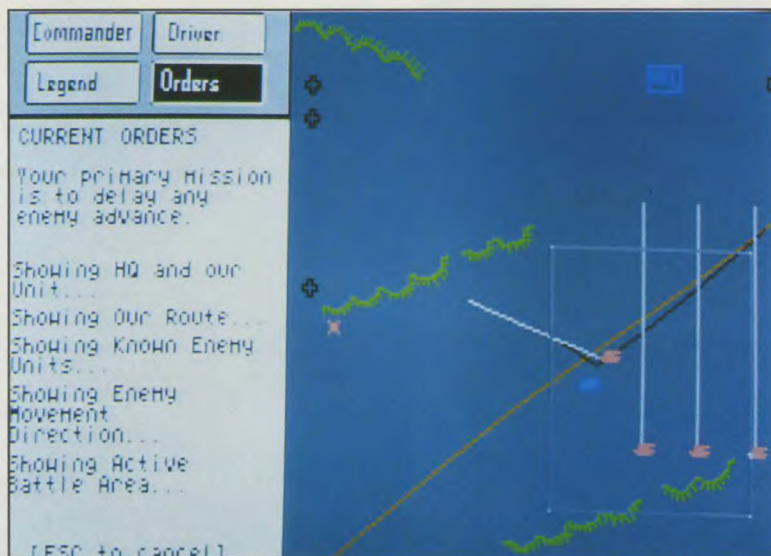 Commander Driver
Legend Orders
CURRENT ORDERS
Your primary mission
is to delay any
enemy advance.
Showing HQ and our
Unit...
Showing Our Route...
Showing Known Enemy
Units...
Showing Enemy
Movement
Direction...
Showing Active
Battle Area...
[ESC to cancel]